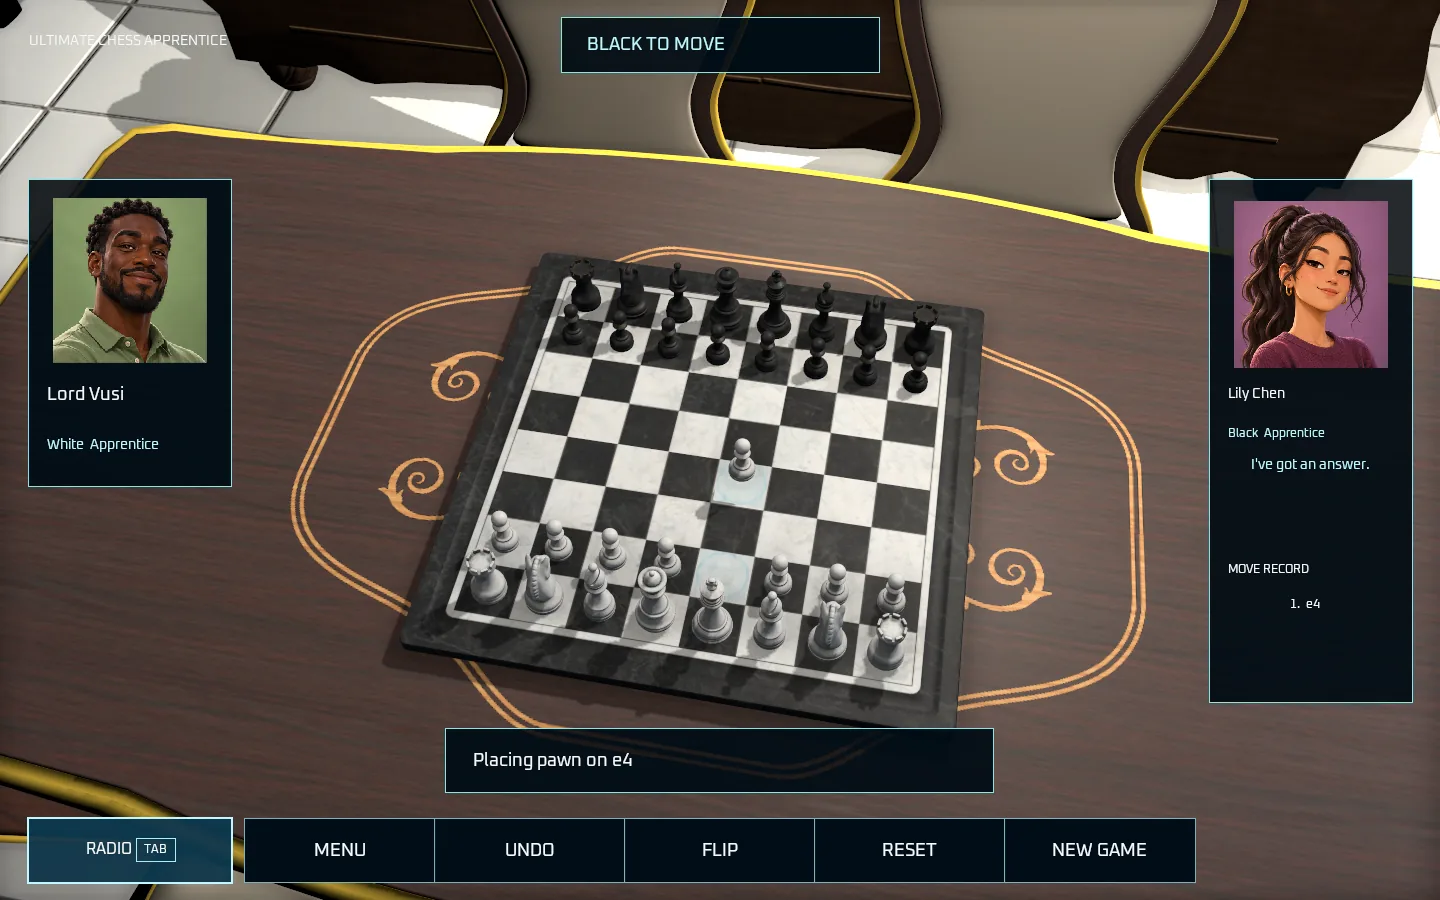 ULTIMATE CHESS APPRENTICE
BLACK TO MOVE
Lord Vusi
White Apprentice
Lily Chen
Black Apprentice
I've got an answer.
MOVE RECORD
1. e4
Placing pawn on e4
RADIO TAB
MENU
UNDO
FLIP
RESET
NEW GAME